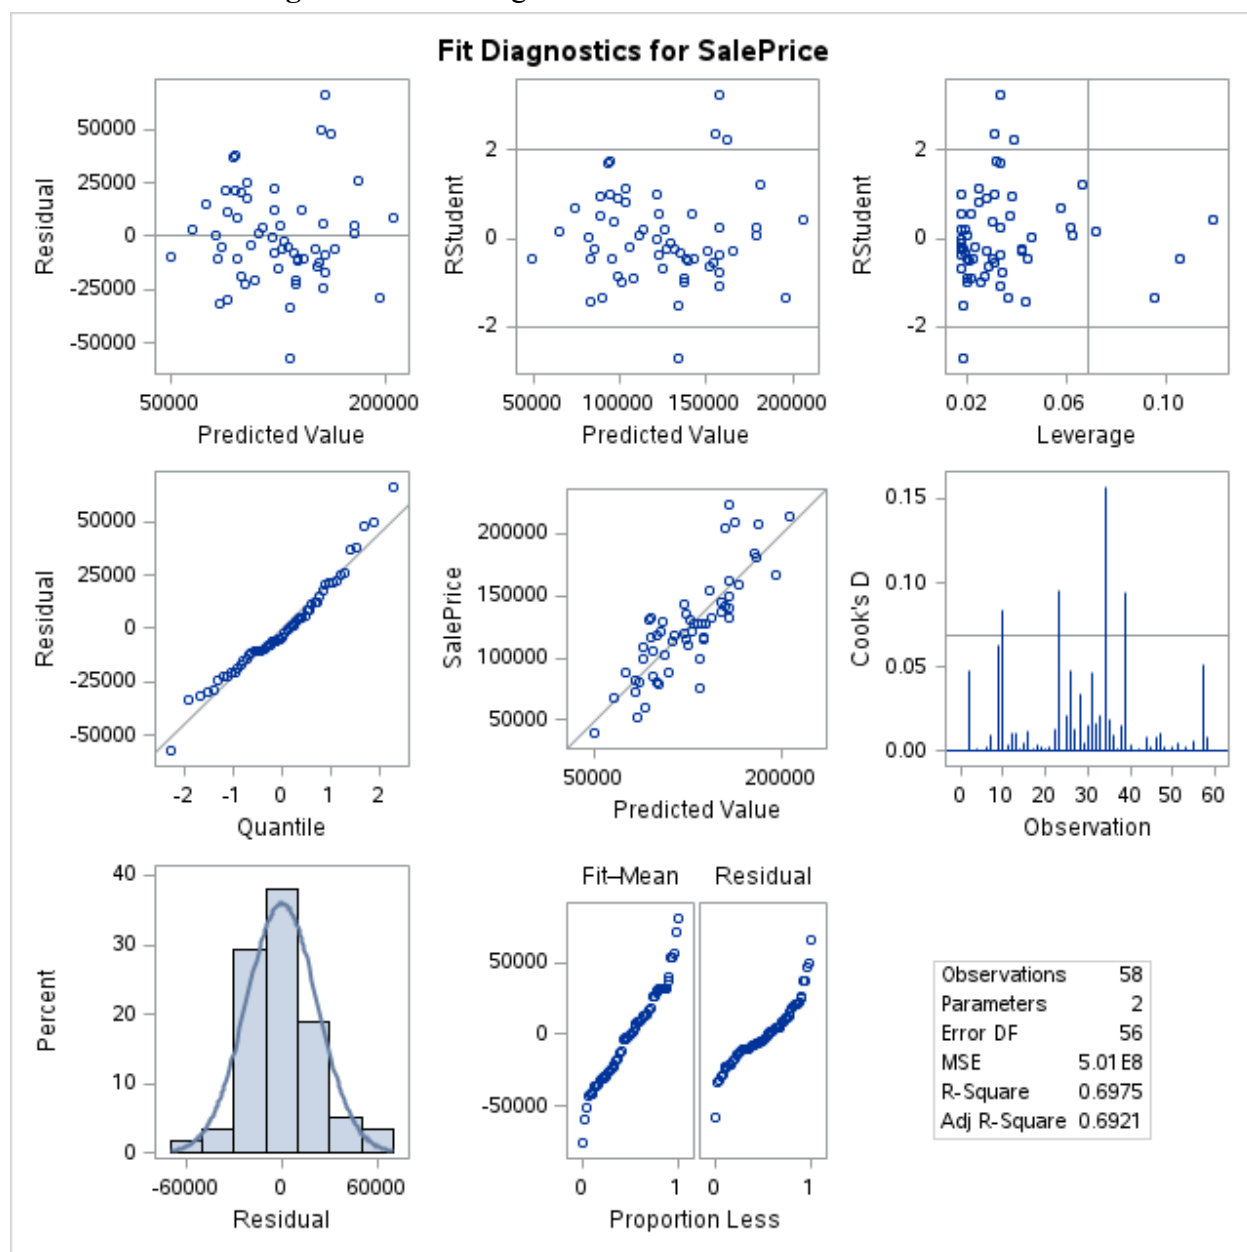 Fit Diagnostics for SalePrice
Residual
50000
25000
0
-25000
-50000
50000 200000
Predicted Value
RStudent
2
0
-2
50000 100000 150000 200000
Predicted Value
RStudent
2
0
-2
0.02 0.06 0.10
Leverage
Residual
50000
25000
0
-25000
-50000
-2 -1 0 1 2
Quantile
SalePrice
200000
150000
100000
50000
50000 200000
Predicted Value
Cook's D
0.15
0.10
0.05
0.00
0 10 20 30 40 50 60
Observation
Percent
40
30
20
10
0
-60000 0 60000
Residual
Fit–Mean Residual
50000
0
-50000
0 1 0 1
Proportion Less
Observations 58
Parameters 2
Error DF 56
MSE 5.01E8
R-Square 0.6975
Adj R-Square 0.6921